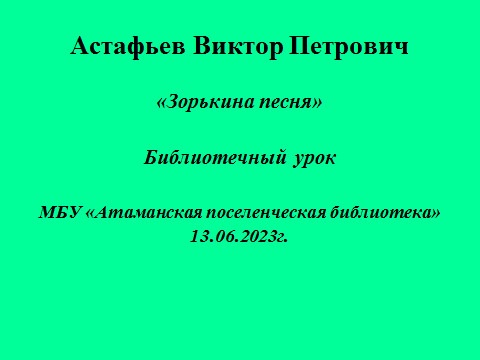 Астафьев Виктор Петрович
«Зорькина песня»
Библиотечный урок
МБУ «Атаманская поселенческая библиотека»
13.06.2023г.